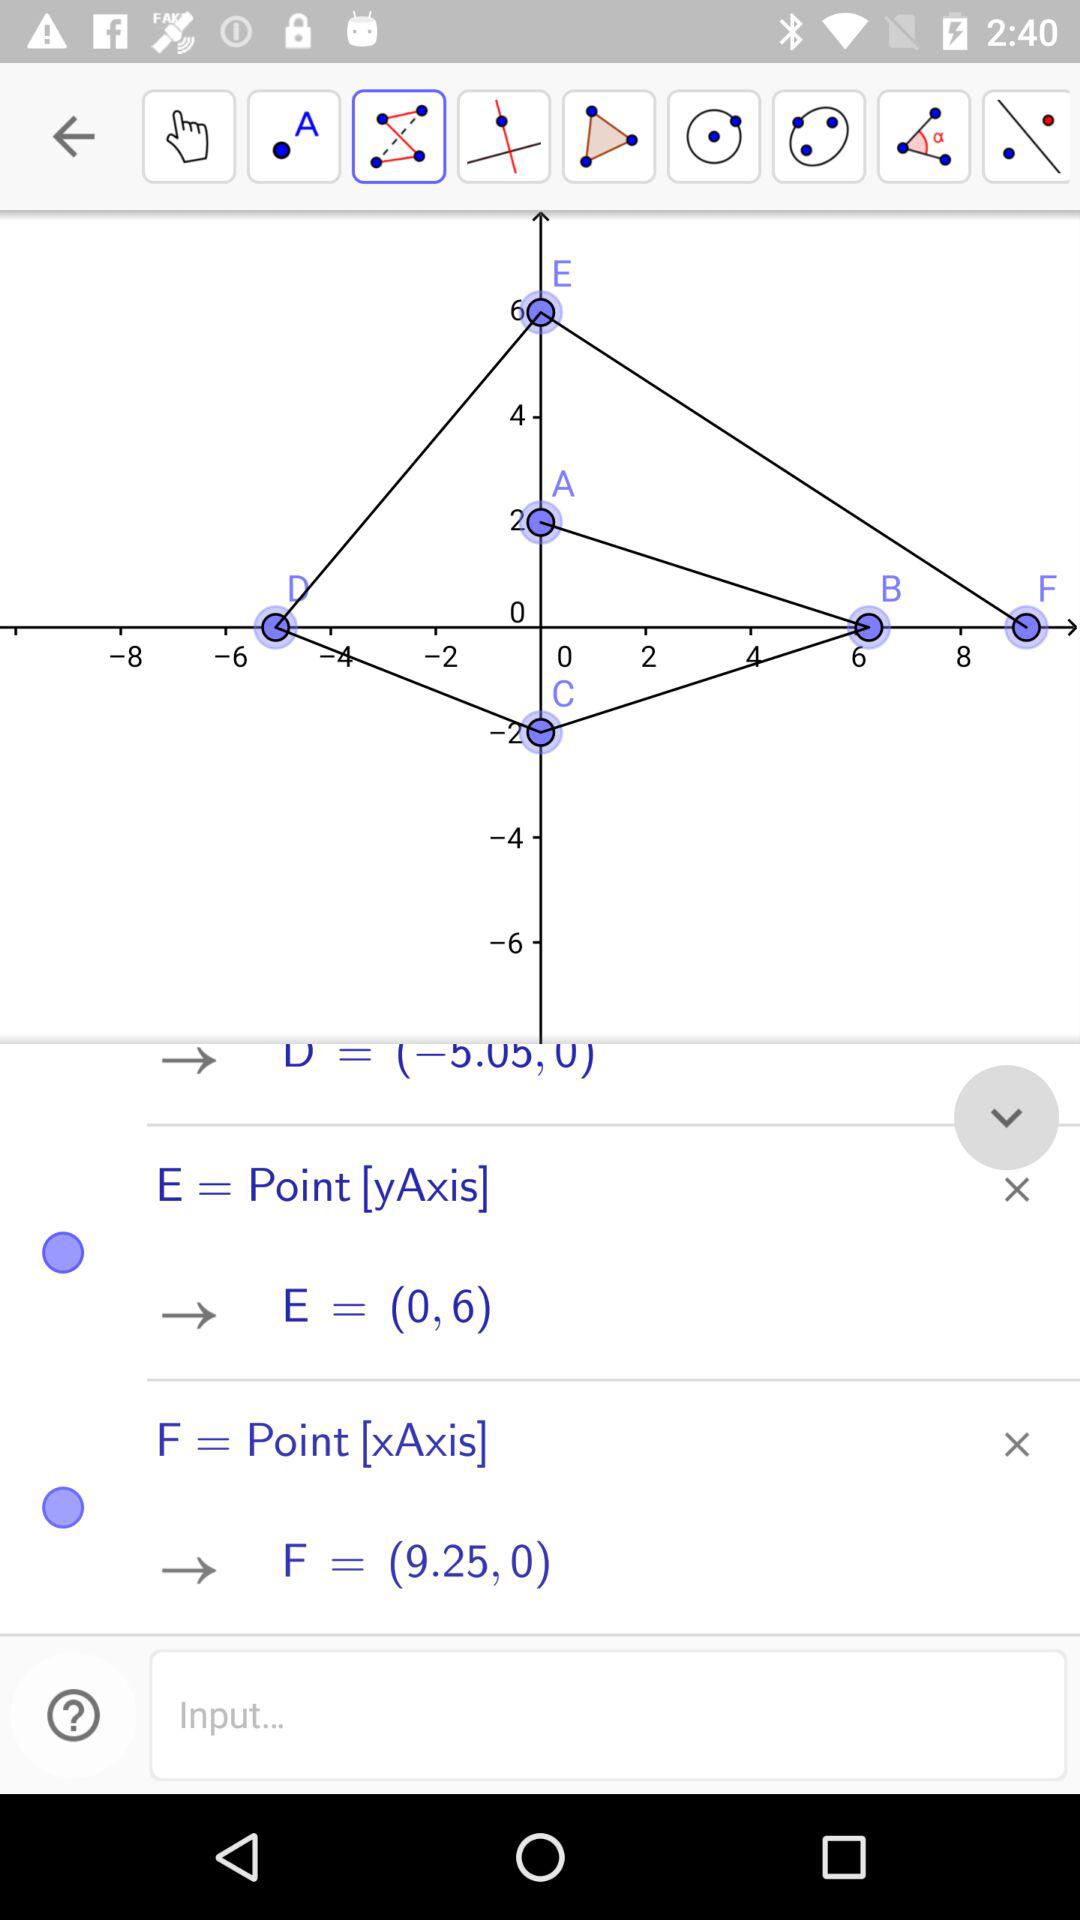 FAKE
2:40
A
α
E
6
4
A
2
D
B
F
0
−8 −6 −4 −2 0 2 4 6 8
C
−2
−4
−6
→ D = (−5.05, 0)
E = Point [yAxis]
→ E = (0, 6)
F = Point [xAxis]
→ F = (9.25, 0)
Input...